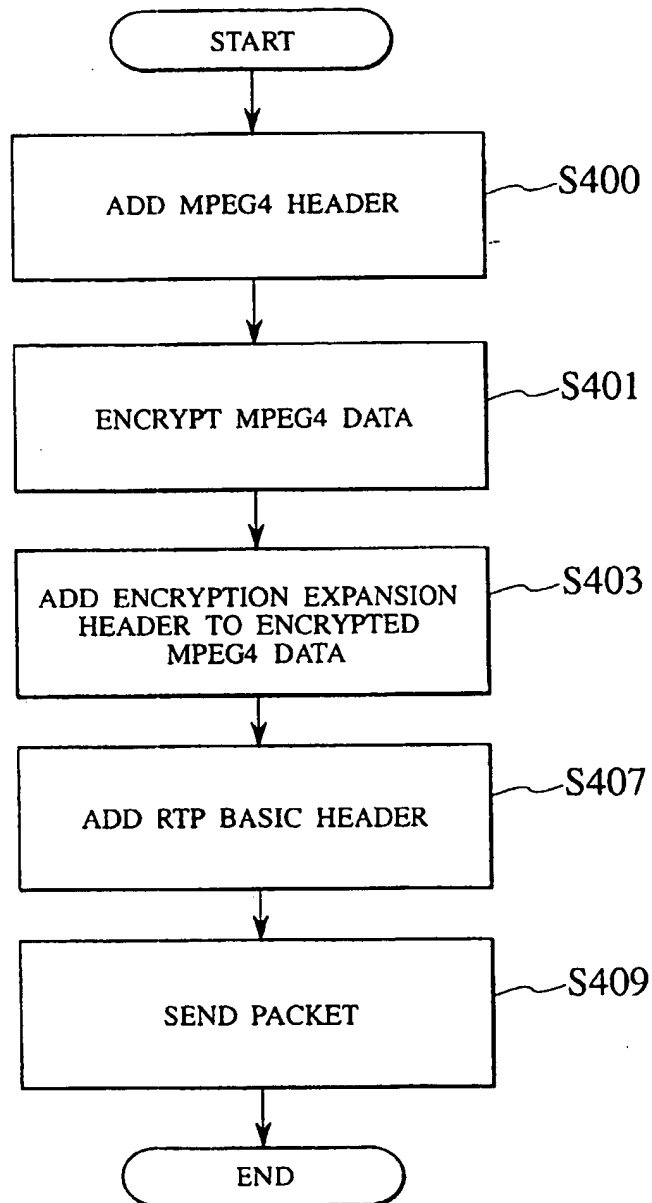 START
ADD MPEG4 HEADER
S400
ENCRYPT MPEG4 DATA
S401
ADD ENCRYPTION EXPANSION
HEADER TO ENCRYPTED
MPEG4 DATA
S403
ADD RTP BASIC HEADER
S407
SEND PACKET
S409
END